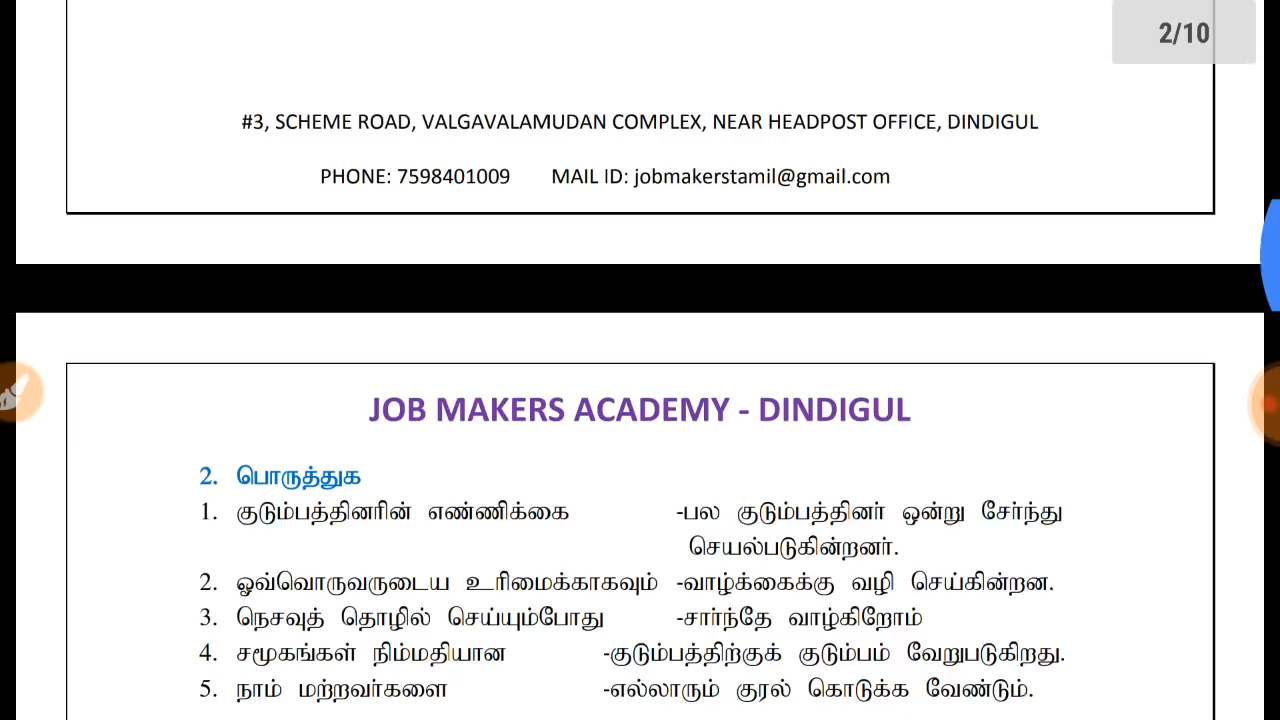 2/10
#3, SCHEME ROAD, VALGAVALAMUDAN COMPLEX, NEAR HEADPOST OFFICE, DINDIGUL
PHONE: 7598401009 MAIL ID: jobmakerstamil@gmail.com
JOB MAKERS ACADEMY - DINDIGUL
2. பொருத்துக
1. குடும்பத்தினரின் எண்ணிக்கை -பல குடும்பத்தினர் ஒன்று சேர்ந்து
செயல்படுகின்றனர்.
2. ஓவ்வொருவருடைய உரிமைக்காகவும் -வாழ்க்கைக்கு வழி செய்கின்றன.
3. நெசவுத் தொழில் செய்யும்போது -சார்ந்தே வாழ்கிறோம்
4. சமூகங்கள் நிம்மதியான -குடும்பத்திற்குக் குடும்பம் வேறுபடுகிறது.
5. நாம் மற்றவர்களை -எல்லாரும் குரல் கொடுக்க வேண்டும்.